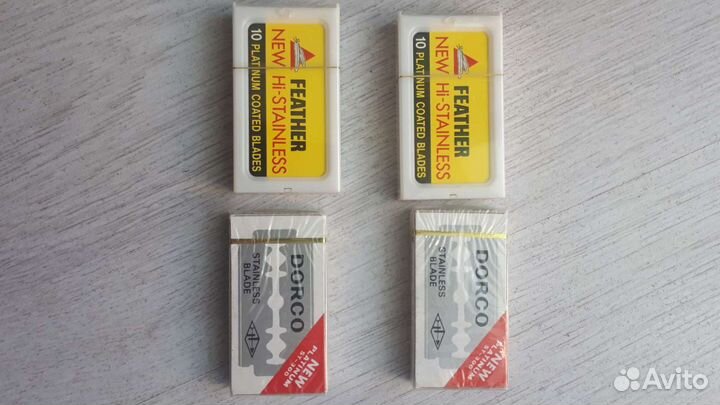 FEATHER
NEW Hi-STAINLESS
10 PLATINUM COATED BLADES
FEATHER
NEW Hi-STAINLESS
10 PLATINUM COATED BLADES
DORCO
STAINLESS
BLADE
NEW
PLATINUM
ST-300
DORCO
STAINLESS
BLADE
NEW
PLATINUM
ST-300
Avito